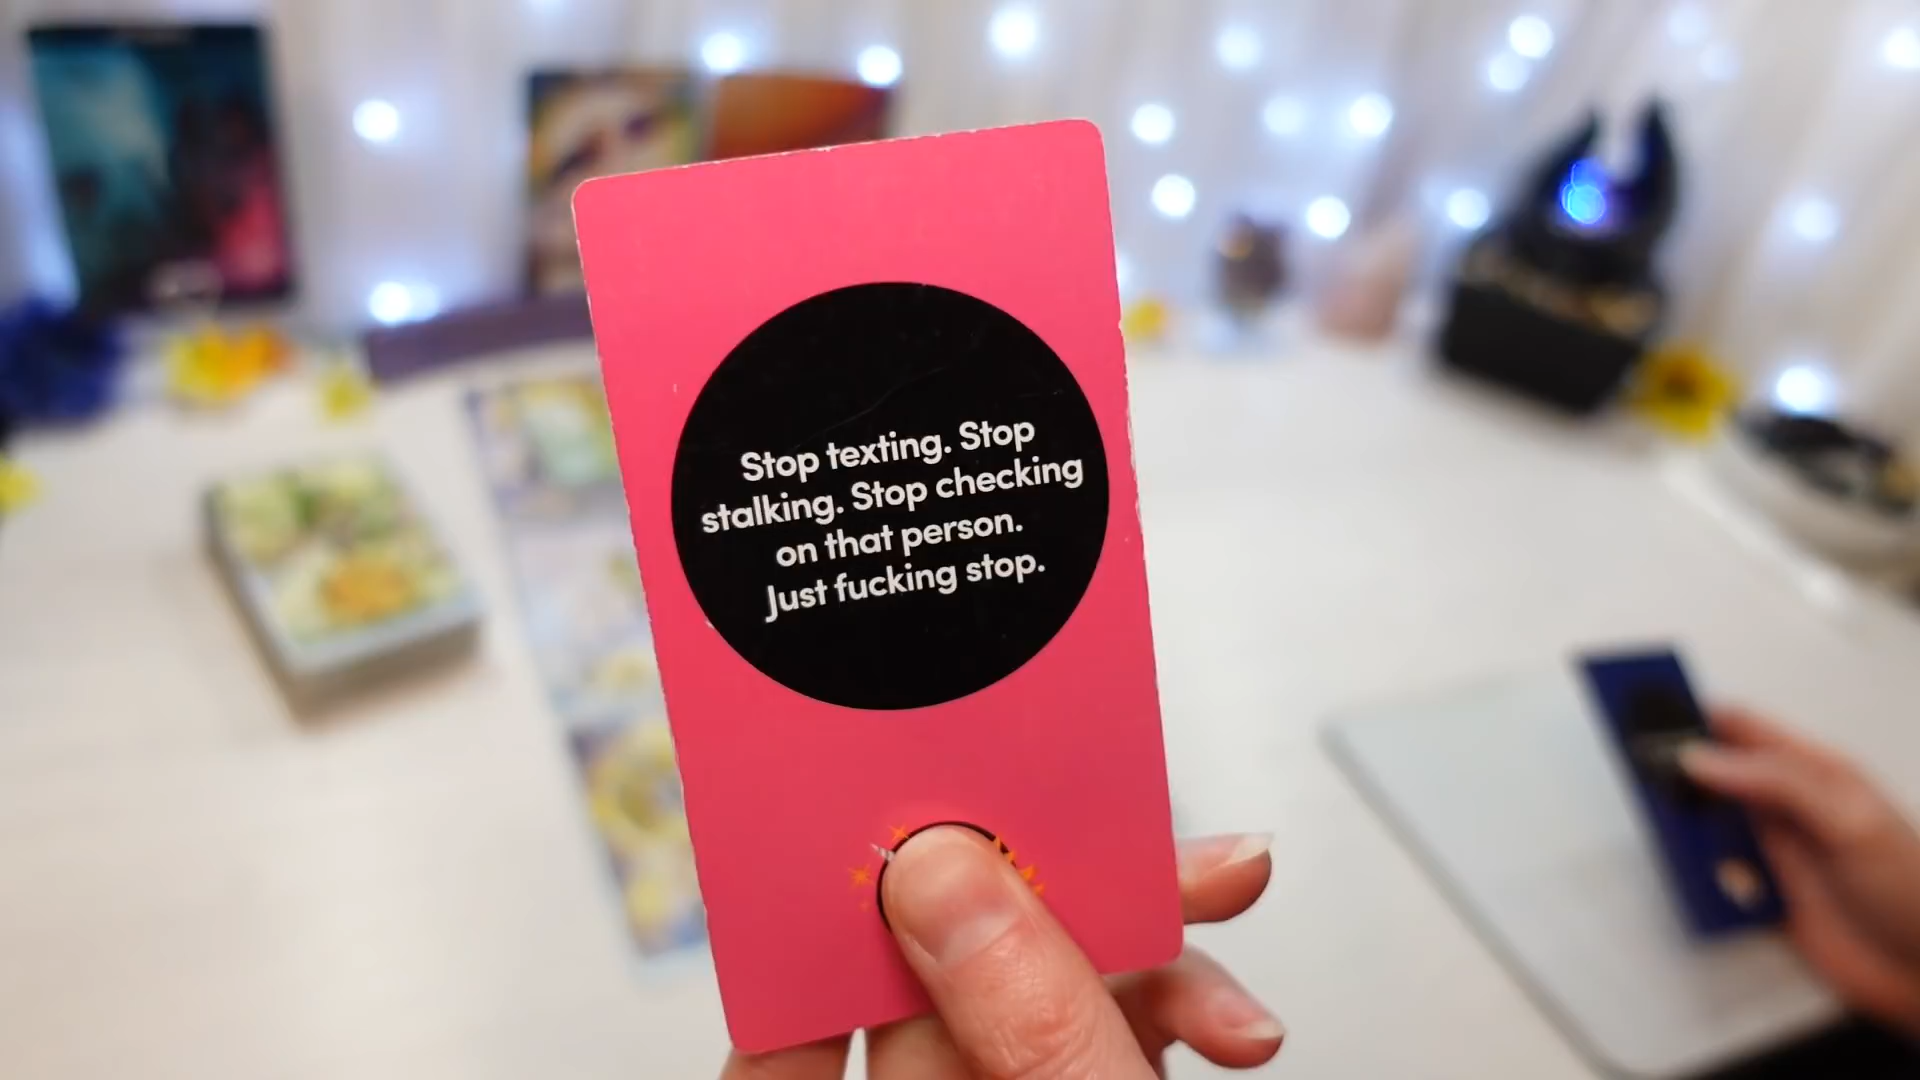 Stop texting. Stop
stalking. Stop checking
on that person.
Just fucking stop.